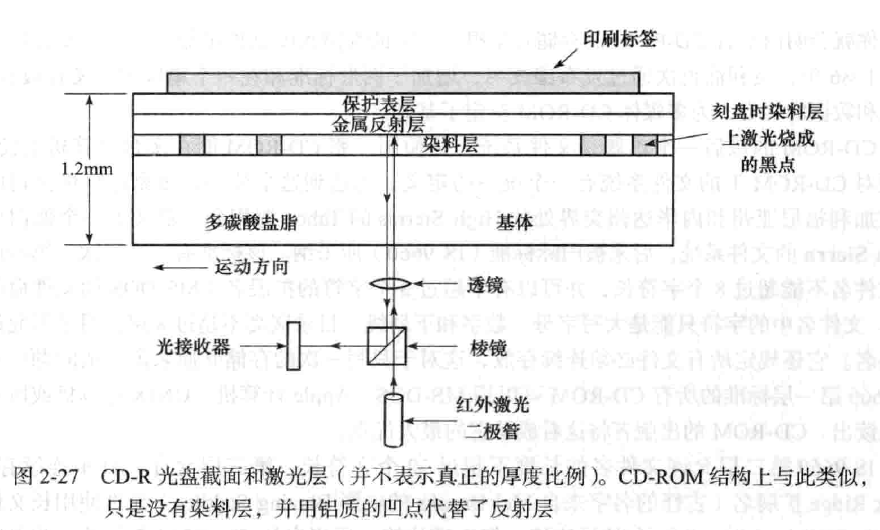 印刷标签
保护表层
金属反射层
染料层
刻盘时染料层
上激光烧成
的黑点
1.2mm
多碳酸盐脂
基体
运动方向
透镜
光接收器
棱镜
红外激光
二极管
图 2-27 CD-R 光盘截面和激光层（并不表示真正的厚度比例）。CD-ROM 结构上与此类似，
只是没有染料层，并用铝质的凹点代替了反射层